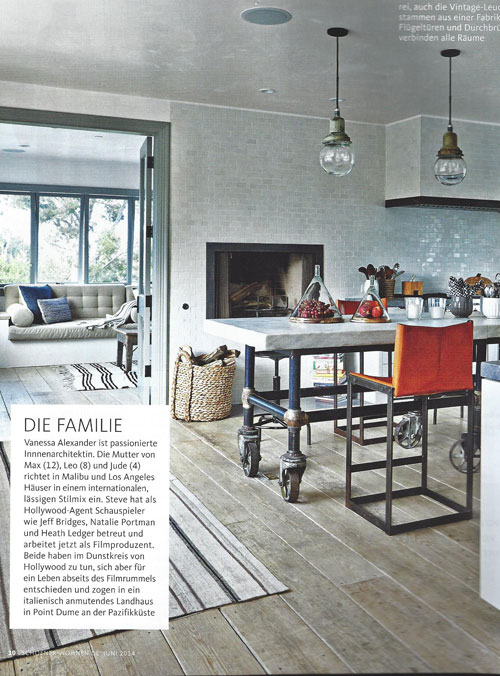 rei, auch die Vintage-Leuc
stammen aus einer Fabrik
Flügeltüren und Durchbrü
verbinden alle Räume
DIE FAMILIE
Vanessa Alexander ist passionierte
Innnenarchitektin. Die Mutter von
Max (12), Leo (8) und Jude (4)
richtet in Malibu und Los Angeles
Häuser in einem internationalen,
lässigen Stilmix ein. Steve hat als
Hollywood-Agent Schauspieler
wie Jeff Bridges, Natalie Portman
und Heath Ledger betreut und
arbeitet jetzt als Filmproduzent.
Beide haben im Dunstkreis von
Hollywood zu tun, sich aber für
ein Leben abseits des Filmrummels
entschieden und zogen in ein
italienisch anmutendes Landhaus
in Point Dume an der Pazifikküste
SCHÖNER WOHNEN JUNI 2014